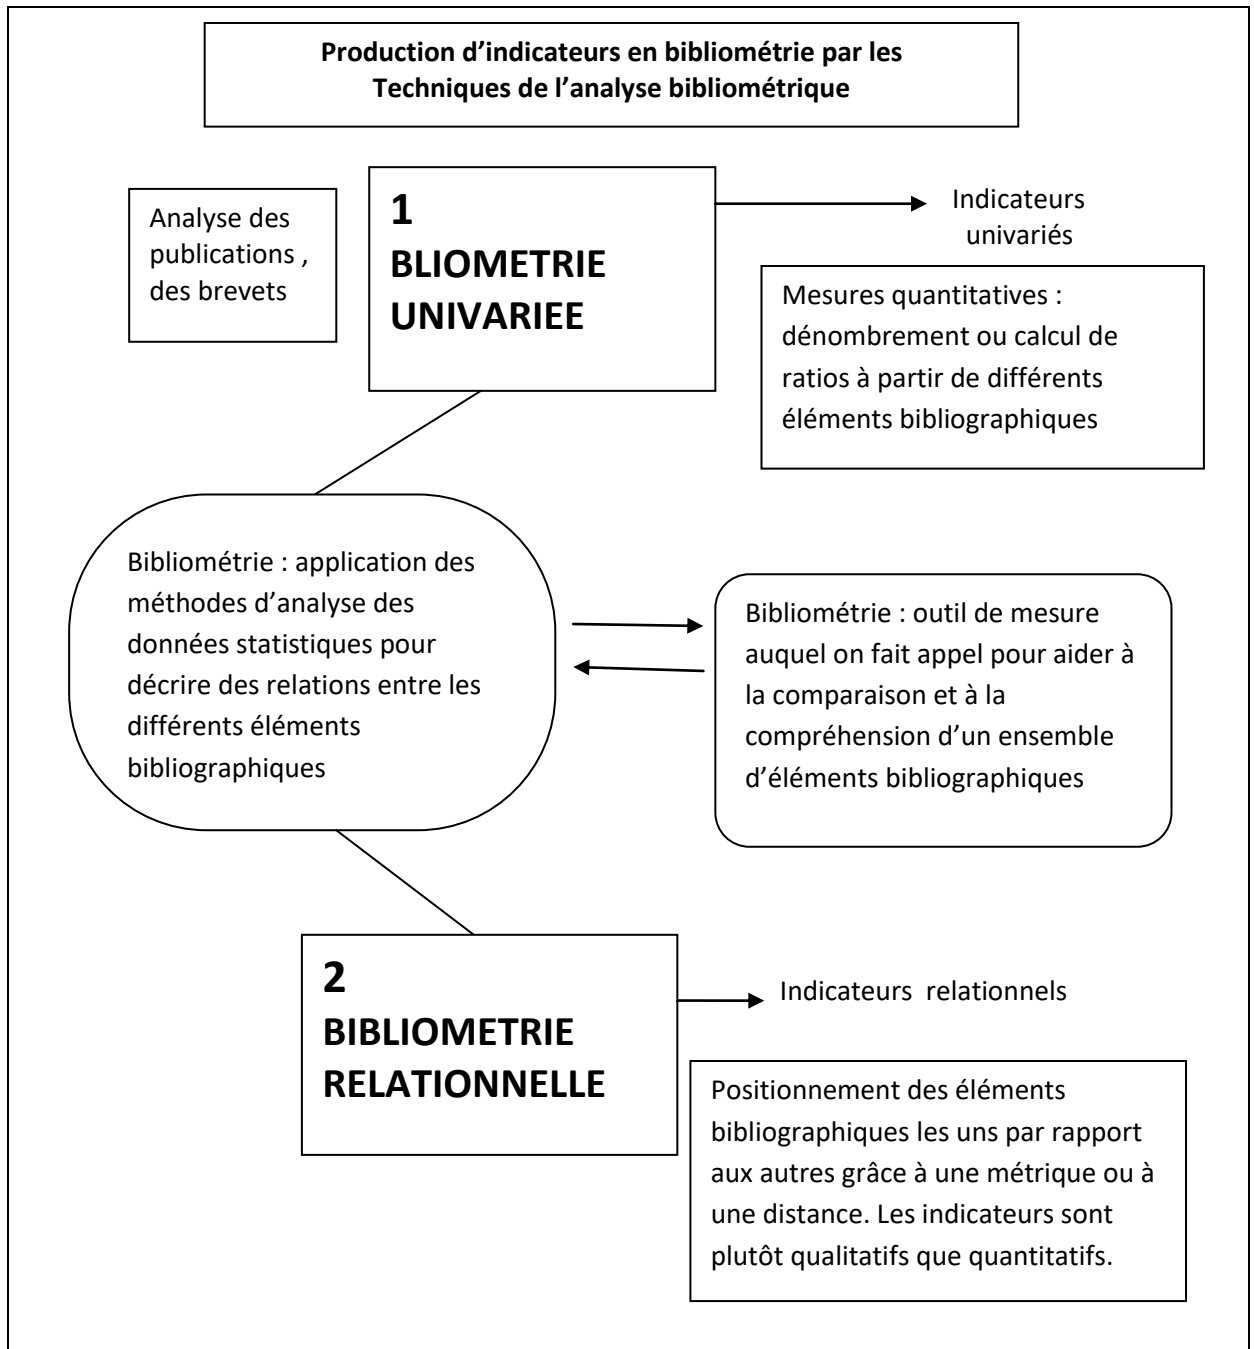 Production d’indicateurs en bibliométrie par les
Techniques de l’analyse bibliométrique
Analyse des
publications ,
des brevets
1
BLIOMETRIE
UNIVARIEE
Indicateurs
univariés
Mesures quantitatives :
dénombrement ou calcul de
ratios à partir de différents
éléments bibliographiques
Bibliométrie : application des
méthodes d’analyse des
données statistiques pour
décrire des relations entre les
différents éléments
bibliographiques
Bibliométrie : outil de mesure
auquel on fait appel pour aider à
la comparaison et à la
compréhension d’un ensemble
d’éléments bibliographiques
2
BIBLIOMETRIE
RELATIONNELLE
Indicateurs relationnels
Positionnement des éléments
bibliographiques les uns par rapport
aux autres grâce à une métrique ou à
une distance. Les indicateurs sont
plutôt qualitatifs que quantitatifs.